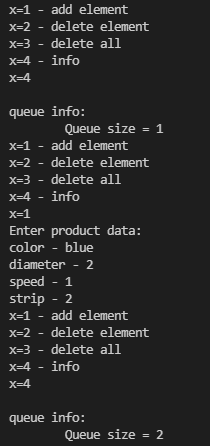 x=1 - add element
x=2 - delete element
x=3 - delete all
x=4 - info
x=4
queue info:
Queue size = 1
x=1 - add element
x=2 - delete element
x=3 - delete all
x=4 - info
x=1
Enter product data:
color - blue
diameter - 2
speed - 1
strip - 2
x=1 - add element
x=2 - delete element
x=3 - delete all
x=4 - info
x=4
queue info:
Queue size = 2